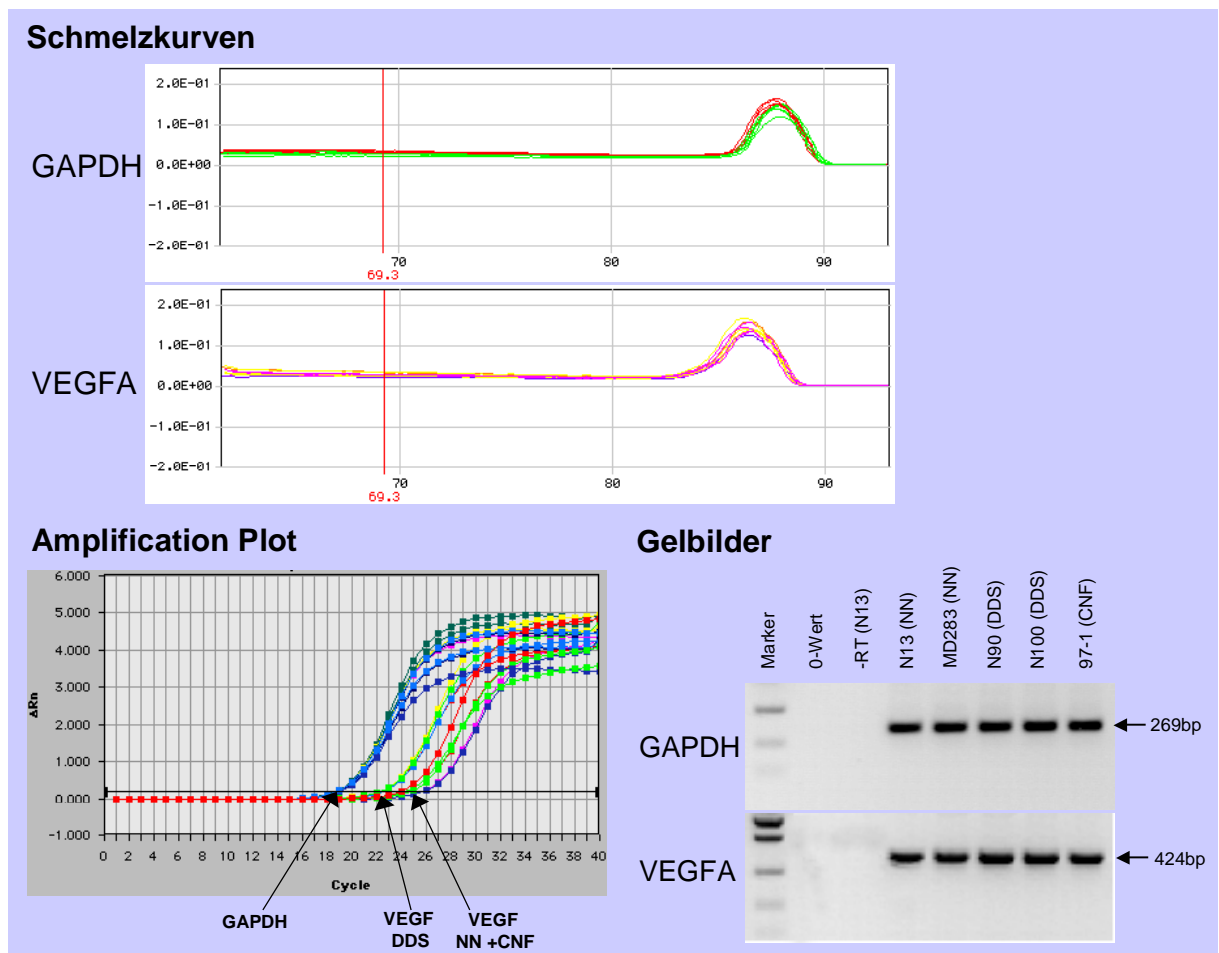 Schmelzkurven
GAPDH
2.0E-01
1.0E-01
0.0E+00
-1.0E-01
-2.0E-01
70 80 90
69.3
VEGFA
2.0E-01
1.0E-01
0.0E+00
-1.0E-01
-2.0E-01
70 80 90
69.3
Amplification Plot
6.000
5.000
4.000
3.000
2.000
1.000
0.000
-1.000
ΔRn
0 2 4 6 8 10 12 14 16 18 20 22 24 26 28 30 32 34 36 38 40
Cycle
GAPDH
VEGF
DDS
VEGF
NN +CNF
Gelbilder
Marker
0-Wert
-RT (N13)
N13 (NN)
MD283 (NN)
N90 (DDS)
N100 (DDS)
97-1 (CNF)
GAPDH
269bp
VEGFA
424bp